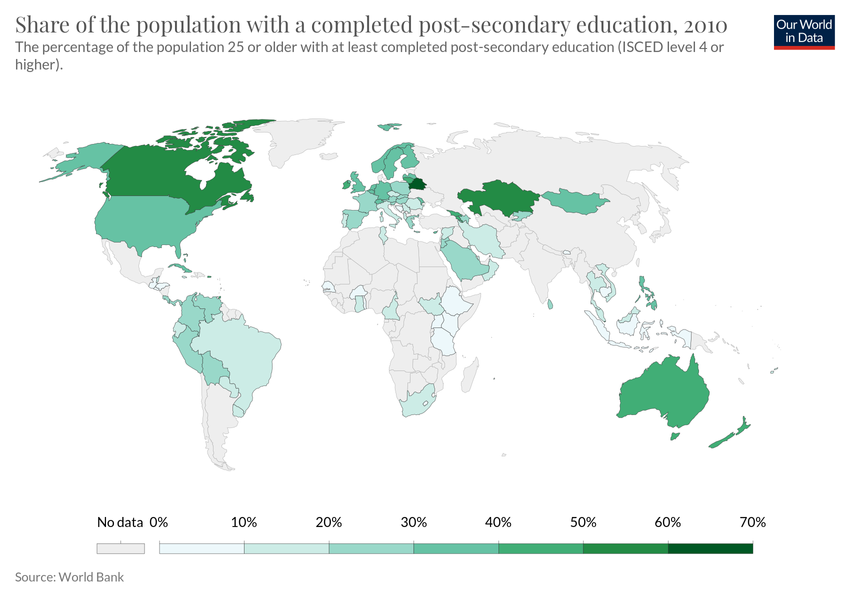 Share of the population with a completed post-secondary education, 2010
Our World
in Data
The percentage of the population 25 or older with at least completed post-secondary education (ISCED level 4 or
higher).
No data 0% 10% 20% 30% 40% 50% 60% 70%
Source: World Bank